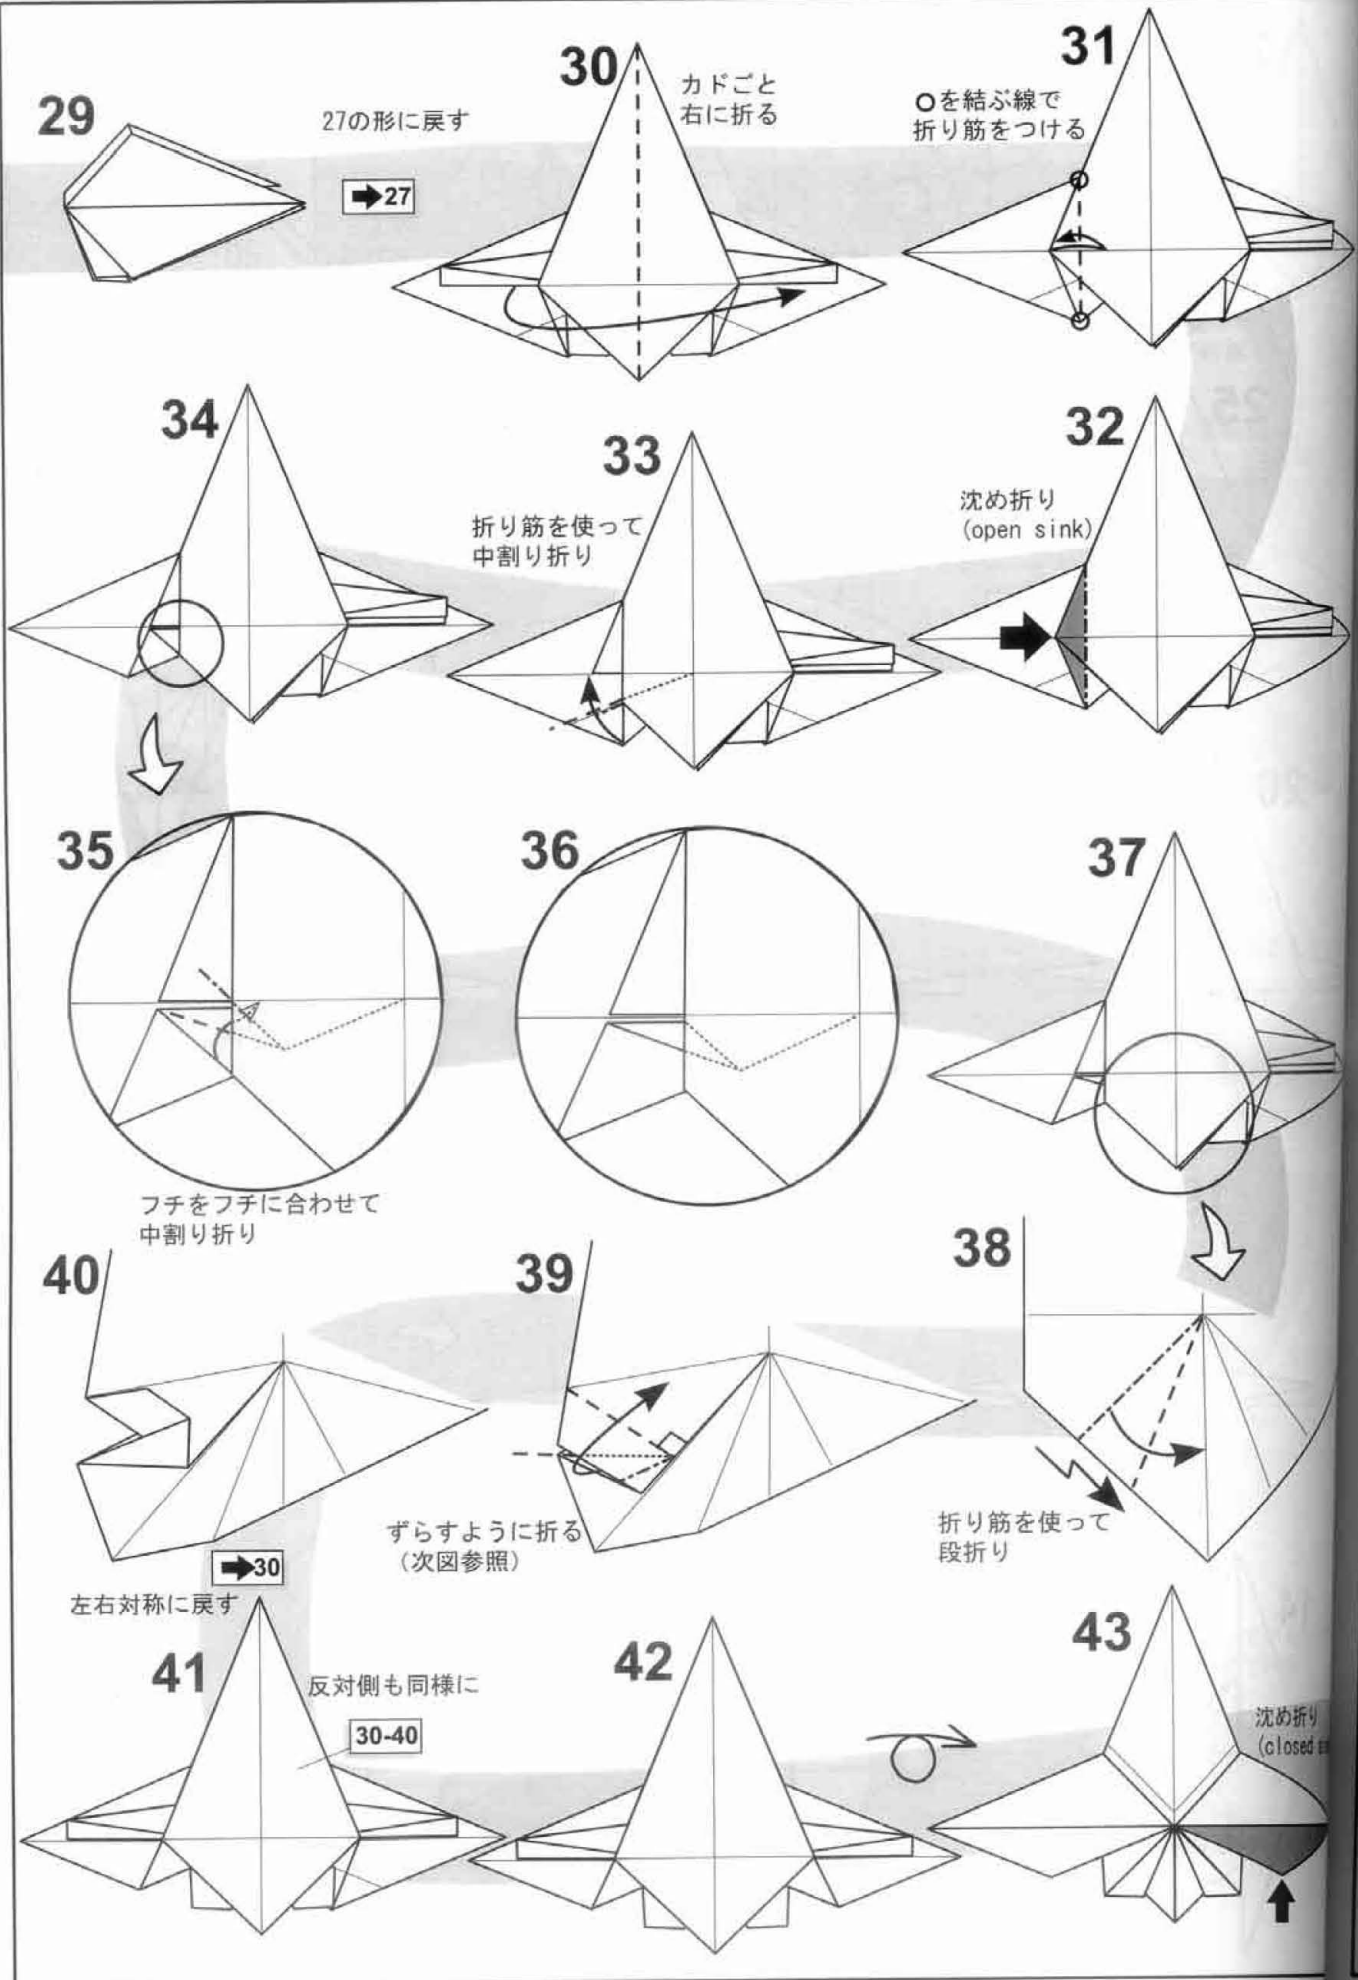 29
27の形に戻す
➡27
30
カドごと
右に折る
31
○を結ぶ線で
折り筋をつける
32
沈め折り
(open sink)
33
折り筋を使って
中割り折り
34
35
フチをフチに合わせて
中割り折り
36
37
38
折り筋を使って
段折り
39
ずらすように折る
(次図参照)
40
➡30
左右対称に戻す
41
反対側も同様に
30-40
42
43
沈め折り
(closed